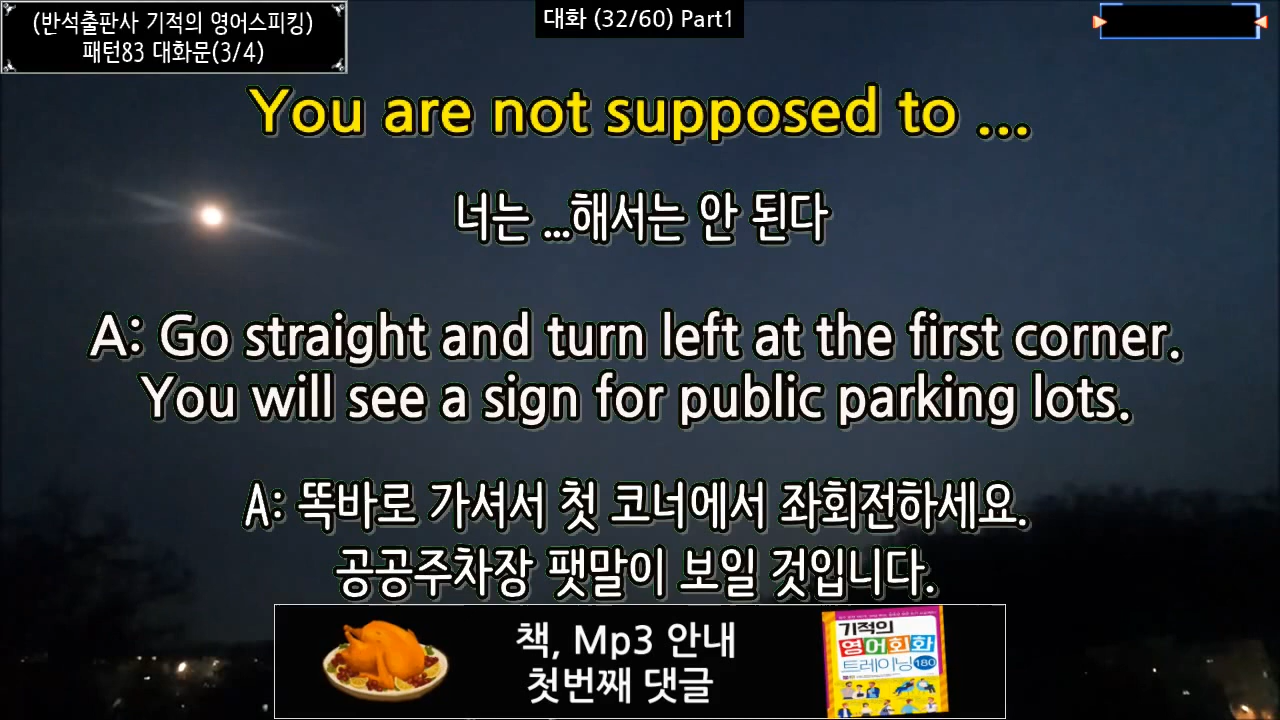 (반석출판사 기적의 영어스피킹)
패턴83 대화문(3/4)
대화 (32/60) Part1
You are not supposed to ...
너는 ...해서는 안 된다
A: Go straight and turn left at the first corner.
You will see a sign for public parking lots.
A: 똑바로 가셔서 첫 코너에서 좌회전하세요.
공공주차장 팻말이 보일 것입니다.
책, Mp3 안내
첫번째 댓글
기적의
영어회화
트레이닝 180